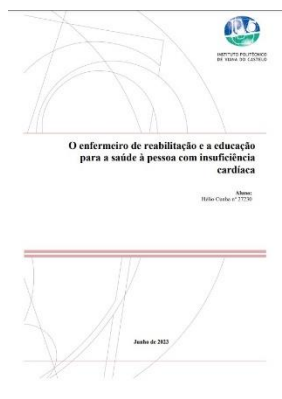 INSTITUTO POLITÉCNICO
DE VIANA DO CASTELO
O enfermeiro de reabilitação e a educação
para a saúde à pessoa com insuficiência
cardíaca
Aluno:
Hélio Cunha nº 27230
Junho de 2023